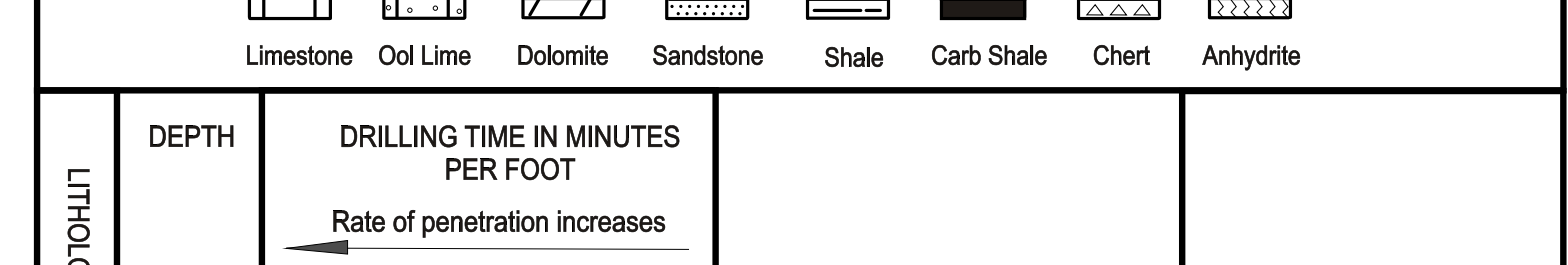 Limestone Ool Lime Dolomite Sandstone Shale Carb Shale Chert Anhydrite
DEPTH
DRILLING TIME IN MINUTES
PER FOOT
Rate of penetration increases